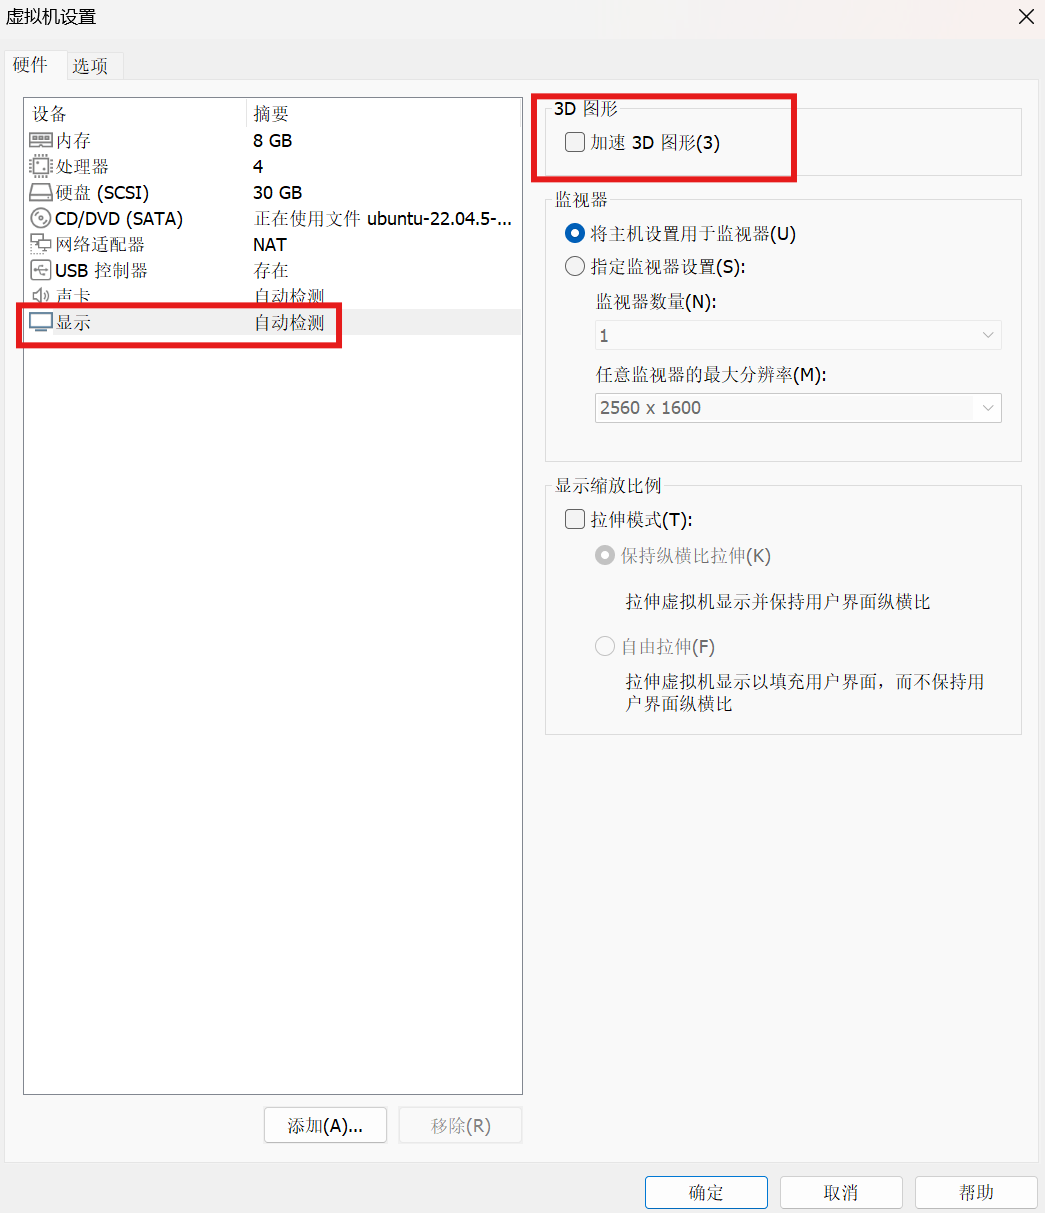 虚拟机设置
硬件 选项
设备 摘要
内存 8 GB
处理器 4
硬盘 (SCSI) 30 GB
CD/DVD (SATA) 正在使用文件 ubuntu-22.04.5-...
网络适配器 NAT
USB 控制器 存在
声卡 自动检测
显示 自动检测
添加(A)... 移除(R)
3D 图形
加速 3D 图形(3)
监视器
将主机设置用于监视器(U)
指定监视器设置(S):
监视器数量(N):
1
任意监视器的最大分辨率(M):
2560 x 1600
显示缩放比例
拉伸模式(T):
保持纵横比拉伸(K)
拉伸虚拟机显示并保持用户界面纵横比
自由拉伸(F)
拉伸虚拟机显示以填充用户界面，而不保持用
户界面纵横比
确定 取消 帮助